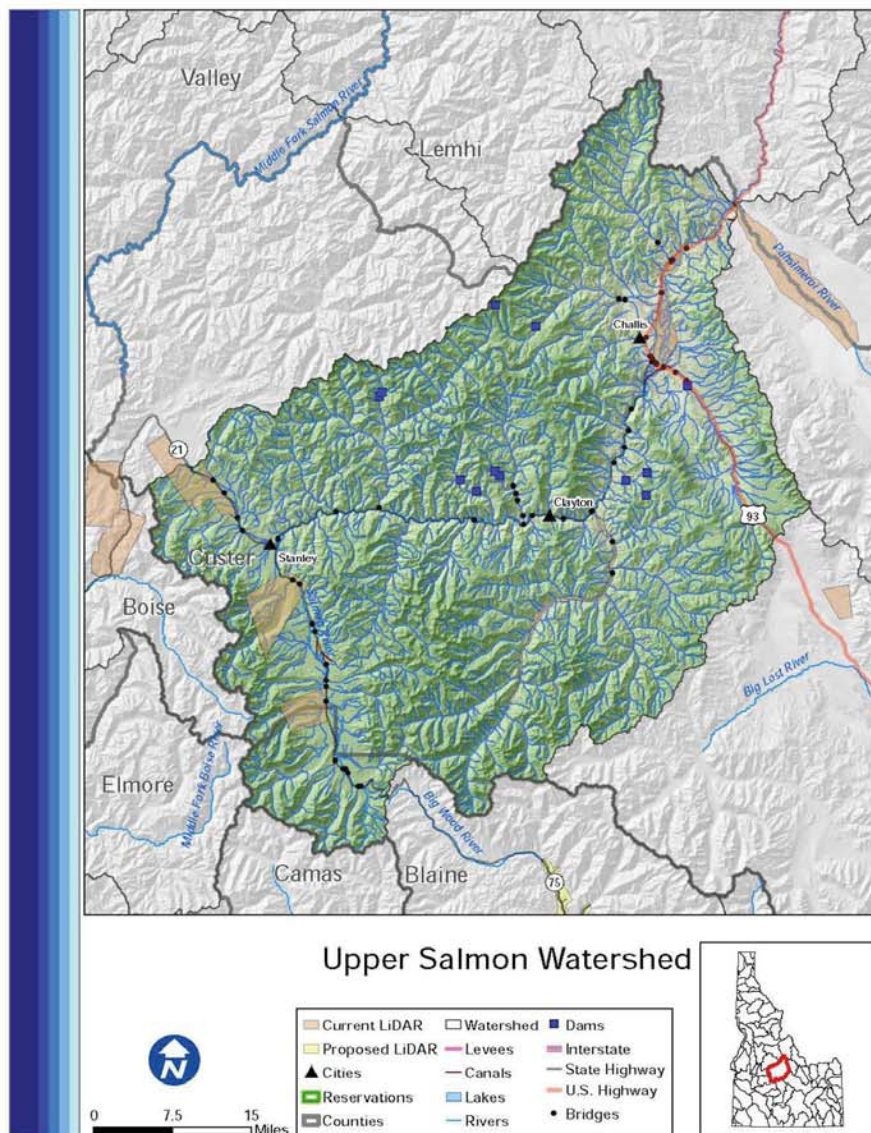 Valley
Middle Fork Salmon River
Lemhi
Pahsimeroi River
Challis
21
Clayton
93
Custer
Stanley
Boise
Salmon River
Big Lost River
Elmore
Middle Fork Boise River
Big Wood River
Camas
Blaine
75
Upper Salmon Watershed
N
Current LiDAR
Watershed
Dams
Proposed LiDAR
Levees
Interstate
Cities
Canals
State Highway
Reservations
Lakes
U.S. Highway
Counties
Rivers
Bridges
0 7.5 15
Miles